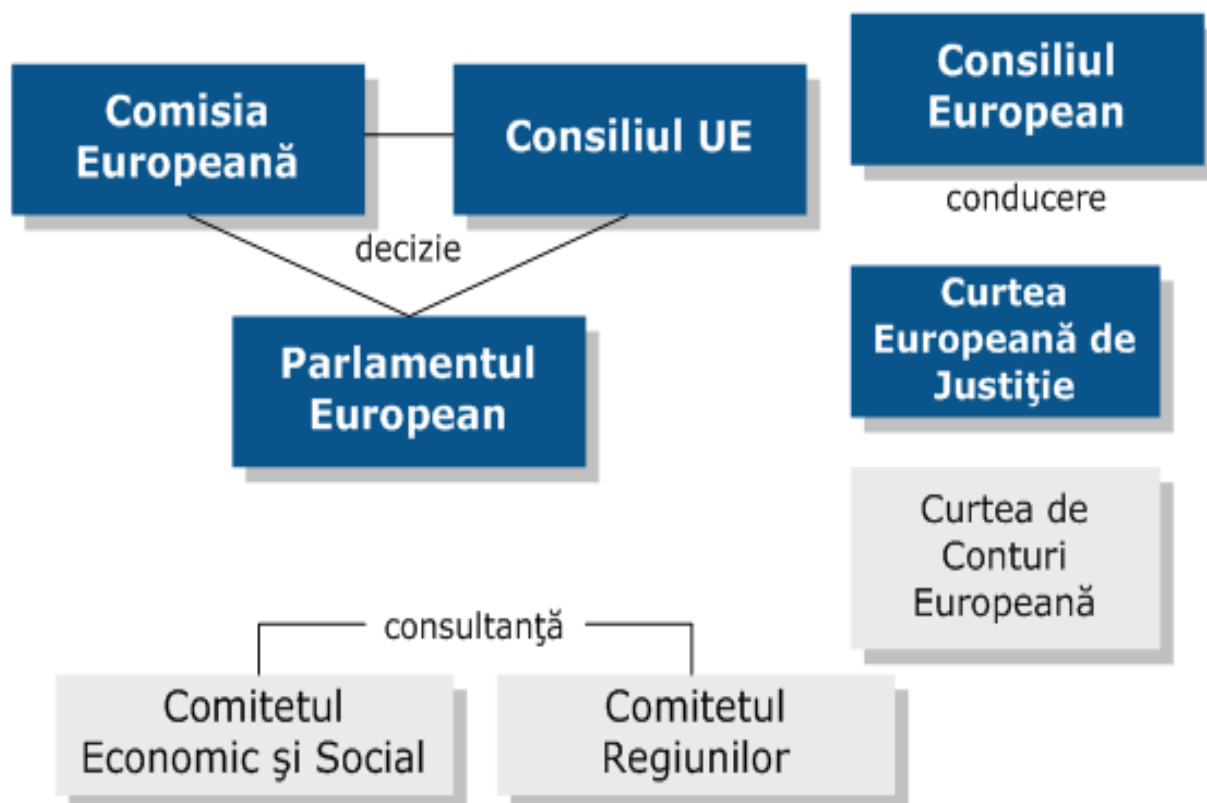 Comisia
Europeană
Consiliul UE
Consiliul
European
conducere
decizie
Parlamentul
European
Curtea
Europeană de
Justiţie
Curtea de
Conturi
Europeană
consultanţă
Comitetul
Economic şi Social
Comitetul
Regiunilor